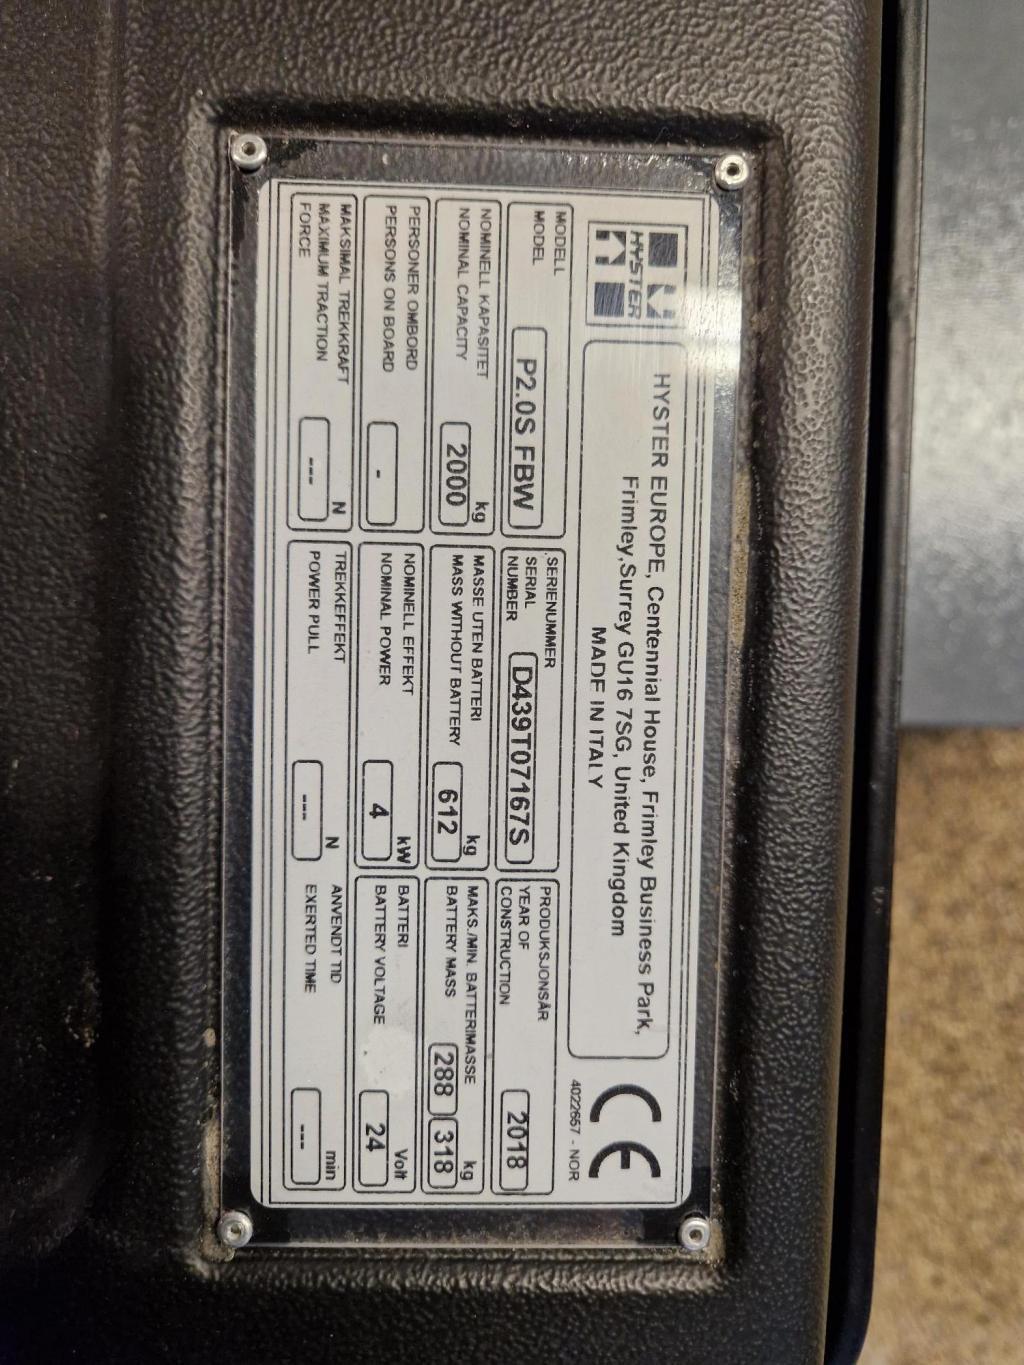 HYSTER
HYSTER EUROPE, Centennial House, Frimley Business Park,
Frimley,Surrey GU16 7SG, United Kingdom
MADE IN ITALY
4022657 - NOR
MODELL
MODEL
P2.0S FBW
SERIENUMMER
SERIAL
NUMBER
D439T07167S
PRODUKSJONSÅR
YEAR OF
CONSTRUCTION
2018
NOMINELL KAPASITET
NOMINAL CAPACITY
kg
2000
MASSE UTEN BATTERI
MASS WITHOUT BATTERY
kg
612
MAKS./MIN. BATTERIMASSE
BATTERY MASS
kg
288 318
PERSONER OMBORD
PERSONS ON BOARD
-
NOMINELL EFFEKT
NOMINAL POWER
kW
4
BATTERI
BATTERY VOLTAGE
Volt
24
MAKSIMAL TREKKRAFT
MAXIMUM TRACTION
FORCE
N
---
TREKKEFFEKT
POWER PULL
N
---
ANVENDT TID
EXERTED TIME
min
---